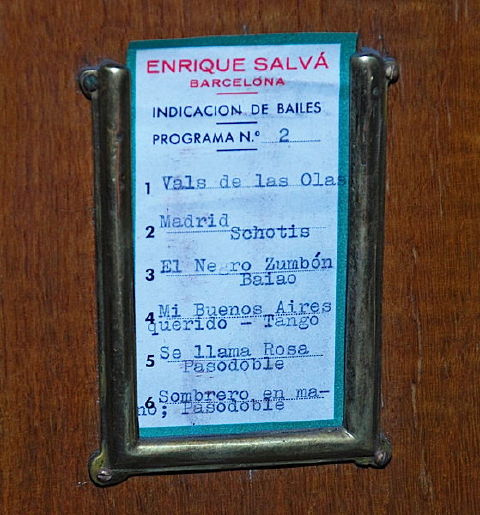 ENRIQUE SALVÁ
BARCELONA
INDICACION DE BAILES
PROGRAMA N.º 2
1 Vals de las Olas
2 Madrid
Schotis
3 El Negro Zumbón
Baiao
4 Mi Buenos Aires
querido - Tango
5 Se llama Rosa
Pasodoble
6 Sombrero en ma-
no; Pasodoble